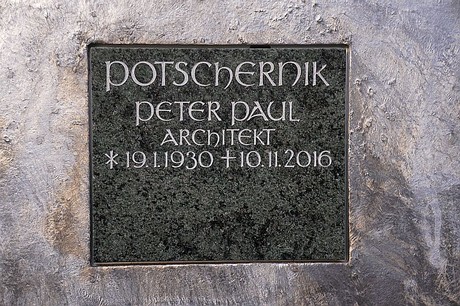 POTSCHERNIK
PETER PAUL
ARCHITEKT
* 19.1.1930 † 10.11.2016